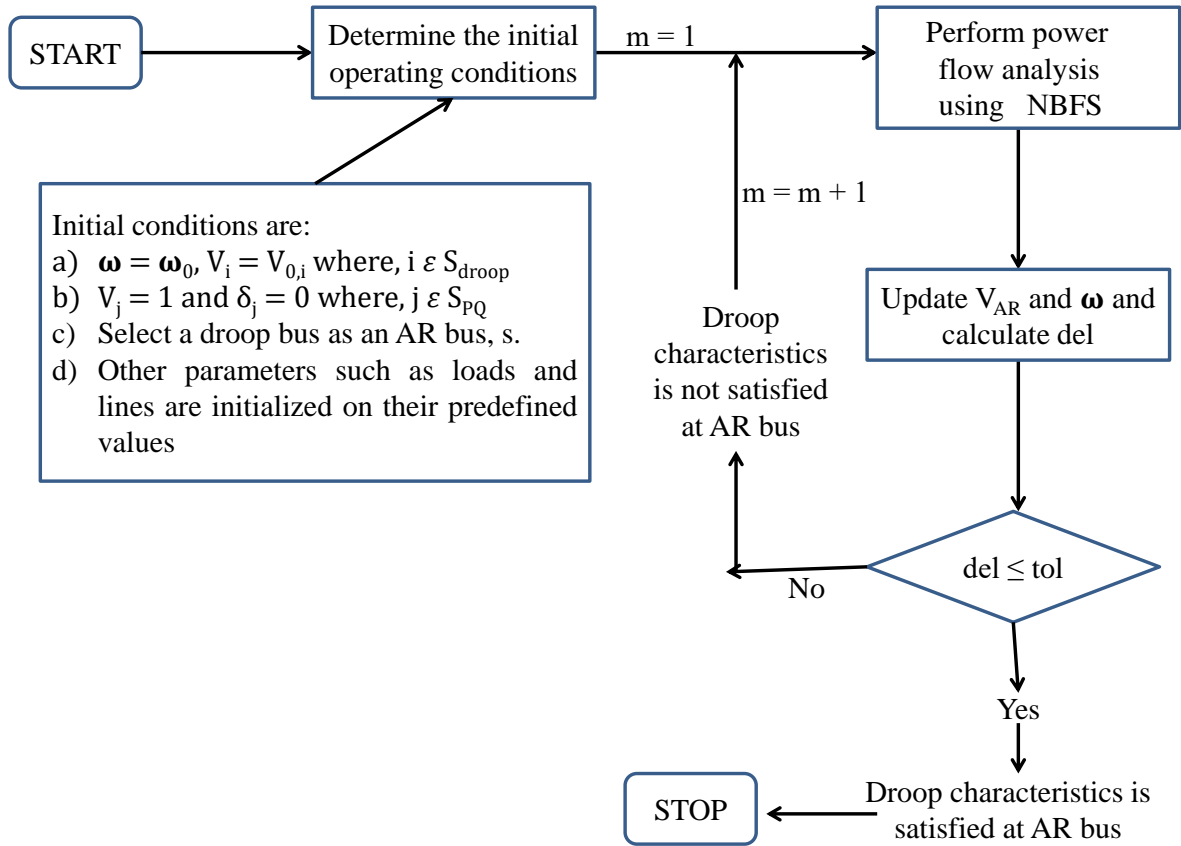 START
Determine the initial
operating conditions
m = 1
Perform power
flow analysis
using NBFS
m = m + 1
Initial conditions are:
a) ω = ω₀, Vᵢ = V₀,ᵢ where, i ε S_droop
b) Vⱼ = 1 and δⱼ = 0 where, j ε S_PQ
c) Select a droop bus as an AR bus, s.
d) Other parameters such as loads and
lines are initialized on their predefined
values
Update V_AR and ω and
calculate del
Droop
characteristics
is not satisfied
at AR bus
del ≤ tol
No
Yes
Droop characteristics is
satisfied at AR bus
STOP